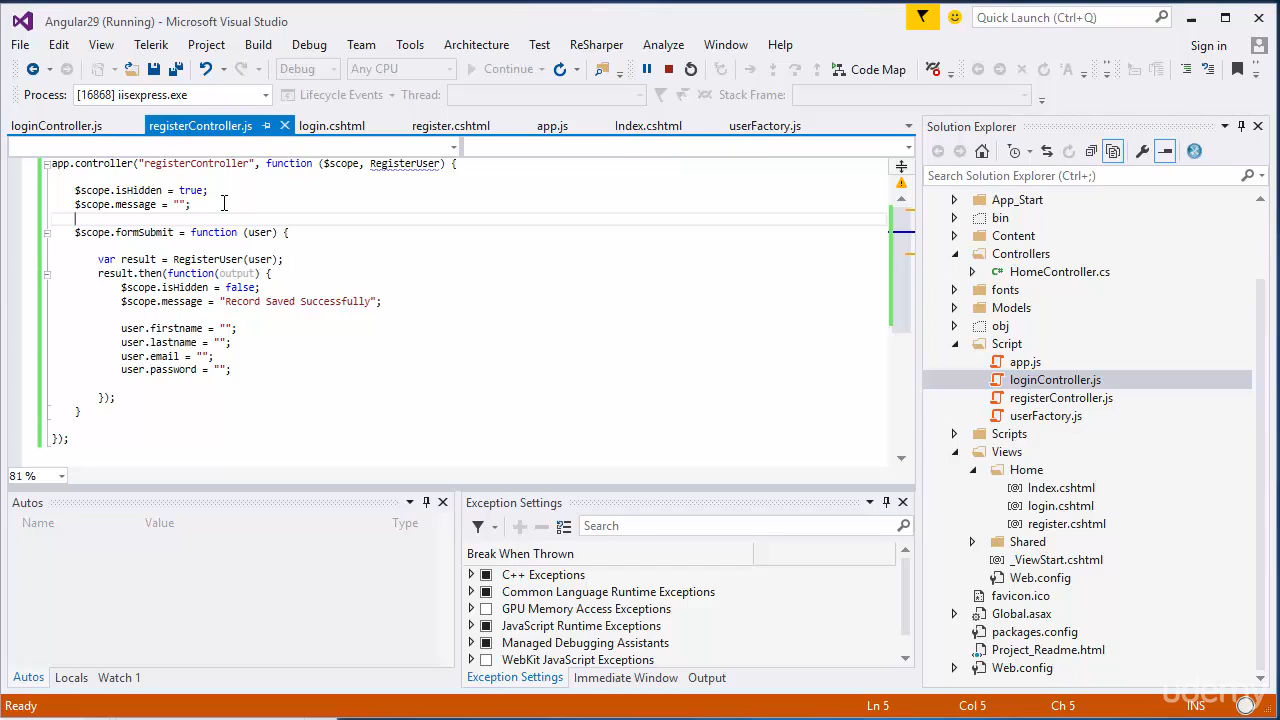 Angular29 (Running) - Microsoft Visual Studio
Quick Launch (Ctrl+Q)
File Edit View Telerik Project Build Debug Team Tools Architecture Test ReSharper Analyze Window Help
Sign in
Debug Any CPU Continue Code Map
Process: [16868] iisexpress.exe Lifecycle Events Thread: Stack Frame:
loginController.js registerController.js login.cshtml register.cshtml app.js Index.cshtml userFactory.js
app.controller("registerController", function ($scope, RegisterUser) {
$scope.isHidden = true;
$scope.message = "";
$scope.formSubmit = function (user) {
var result = RegisterUser(user);
result.then(function(output) {
$scope.isHidden = false;
$scope.message = "Record Saved Successfully";
user.firstname = "";
user.lastname = "";
user.email = "";
user.password = "";
});
}
});
81 %
Solution Explorer
Search Solution Explorer (Ctrl+;)
App_Start
bin
Content
Controllers
HomeController.cs
fonts
Models
obj
Script
app.js
loginController.js
registerController.js
userFactory.js
Scripts
Views
Home
Index.cshtml
login.cshtml
register.cshtml
Shared
_ViewStart.cshtml
Web.config
favicon.ico
Global.asax
packages.config
Project_Readme.html
Web.config
Autos
Name Value Type
Autos Locals Watch 1
Exception Settings
Search
Break When Thrown
C++ Exceptions
Common Language Runtime Exceptions
GPU Memory Access Exceptions
JavaScript Runtime Exceptions
Managed Debugging Assistants
WebKit JavaScript Exceptions
Exception Settings Immediate Window Output
Ready Ln 5 Col 5 Ch 5 INS
udemy